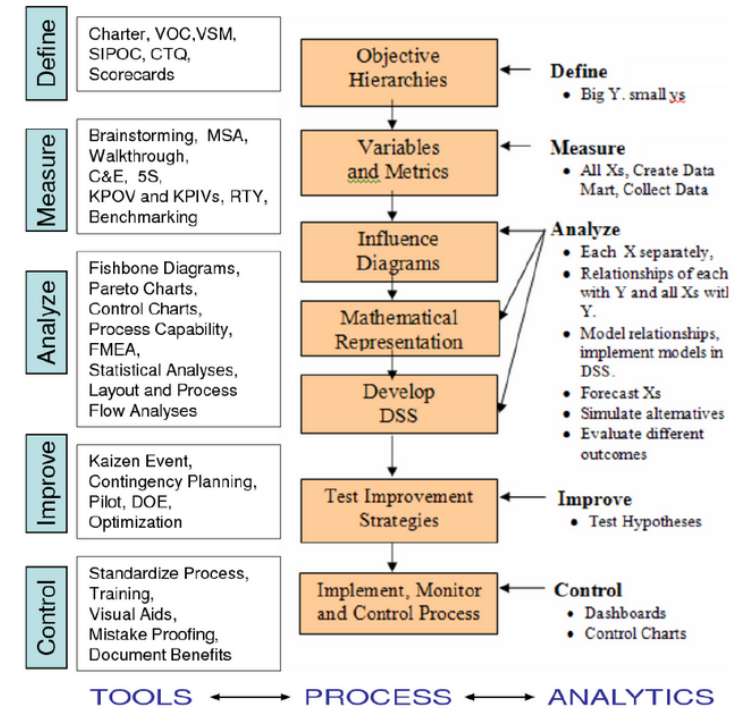 Define
Charter, VOC,VSM,
SIPOC, CTQ,
Scorecards
Objective
Hierarchies
Define
• Big Y. small ys
Measure
Brainstorming, MSA,
Walkthrough,
C&E, 5S,
KPOV and KPIVs, RTY,
Benchmarking
Variables
and Metrics
Measure
• All Xs, Create Data
Mart, Collect Data
Analyze
Fishbone Diagrams,
Pareto Charts,
Control Charts,
Process Capability,
FMEA,
Statistical Analyses,
Layout and Process
Flow Analyses
Influence
Diagrams
Mathematical
Representation
Develop
DSS
Analyze
• Each X separately,
• Relationships of each
with Y and all Xs with
Y.
• Model relationships,
implement models in
DSS.
• Forecast Xs
• Simulate alternatives
• Evaluate different
outcomes
Improve
Kaizen Event,
Contingency Planning,
Pilot, DOE,
Optimization
Test Improvement
Strategies
Improve
• Test Hypotheses
Control
Standardize Process,
Training,
Visual Aids,
Mistake Proofing,
Document Benefits
Implement, Monitor
and Control Process
Control
• Dashboards
• Control Charts
TOOLS PROCESS ANALYTICS